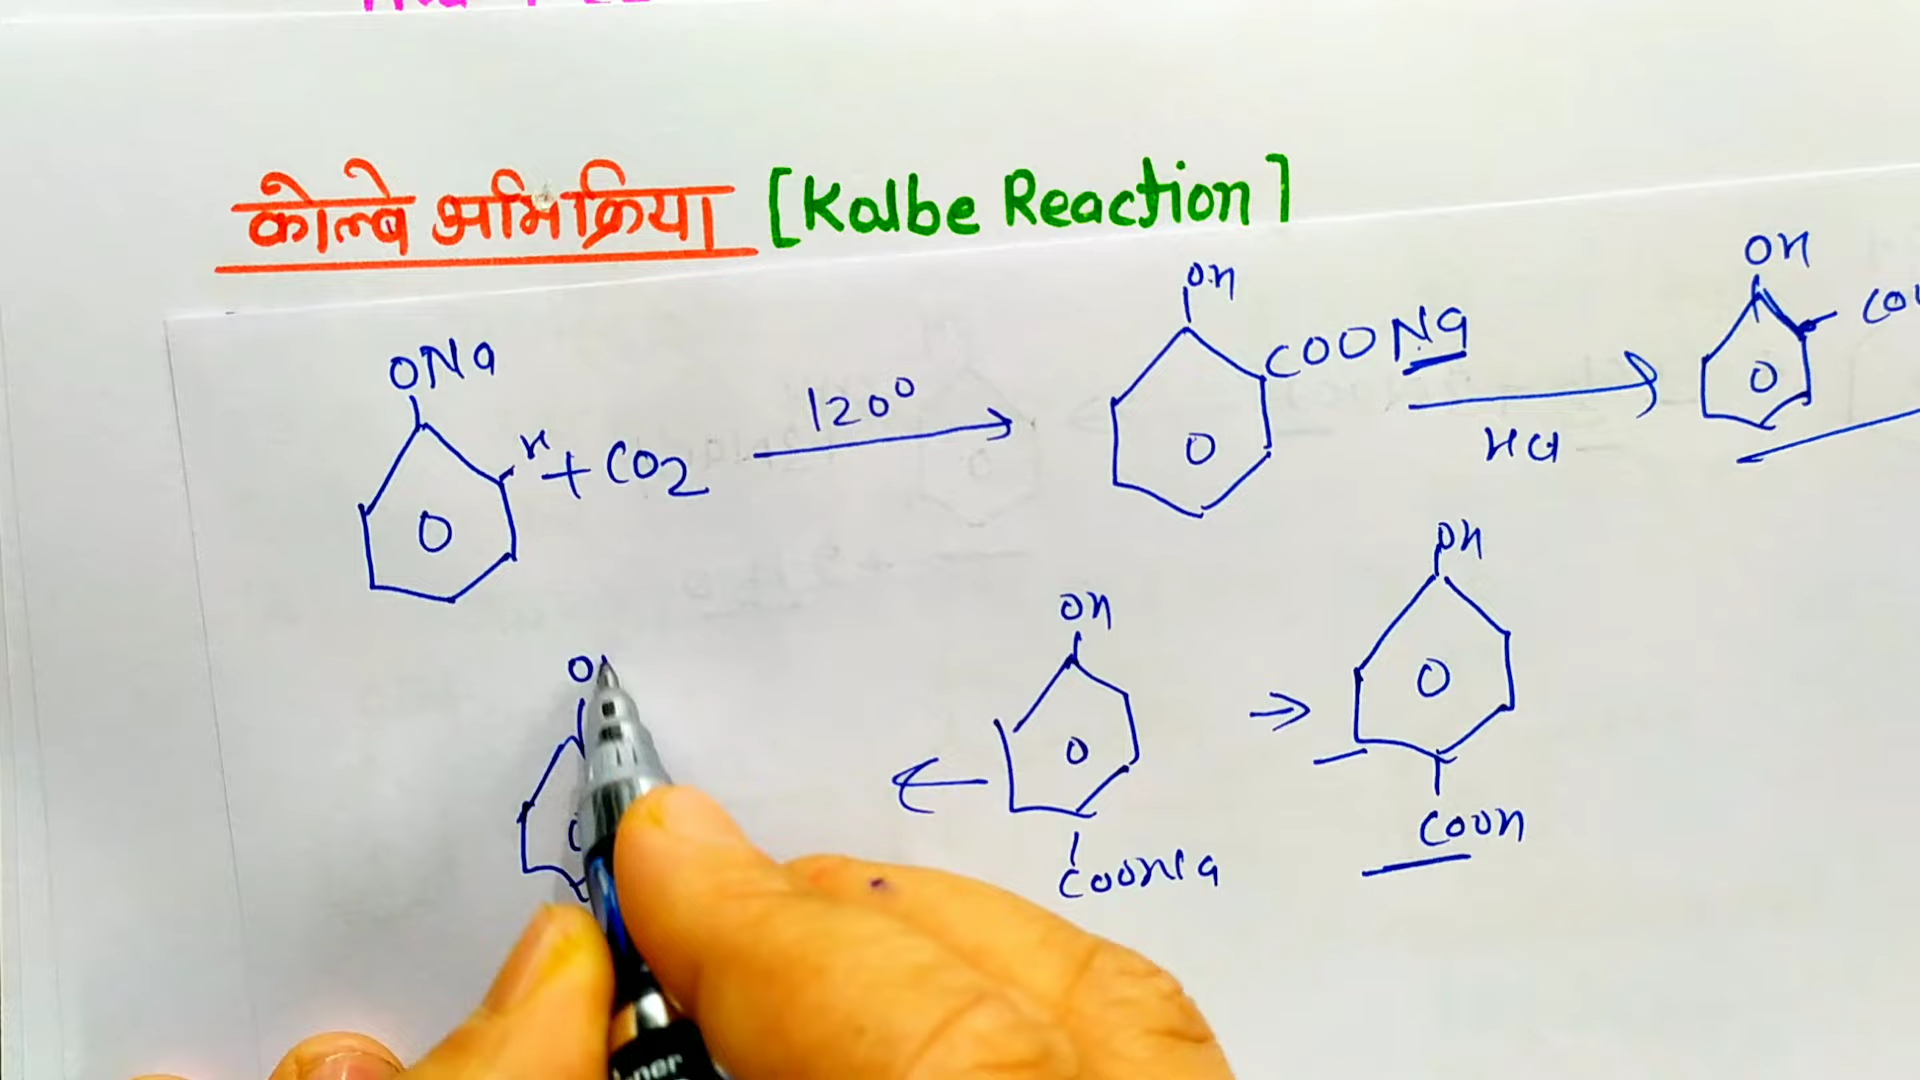 कोल्बे अभिक्रिया [Kolbe Reaction]
OH
OH
ONa
COONa
H + CO2
120°
HCl
OH
OH
COOH
COONa